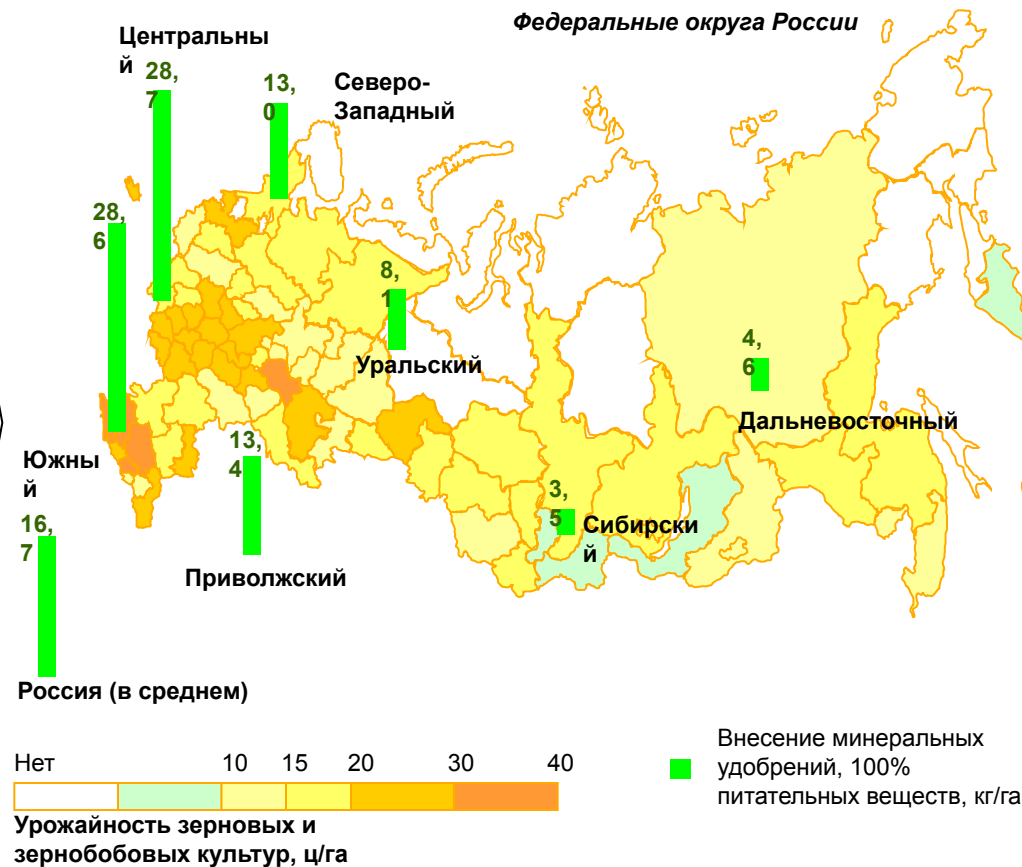 Федеральные округа России
Центральны
й
28,
7
13,
0
Северо-
Западный
28,
6
8,
1
Уральский
4,
6
Дальневосточный
Южны
й
13,
4
3,
5
Сибирски
й
16,
7
Приволжский
Россия (в среднем)
Нет 10 15 20 30 40
Урожайность зерновых и
зернобобовых культур, ц/га
Внесение минеральных
удобрений, 100%
питательных веществ, кг/га